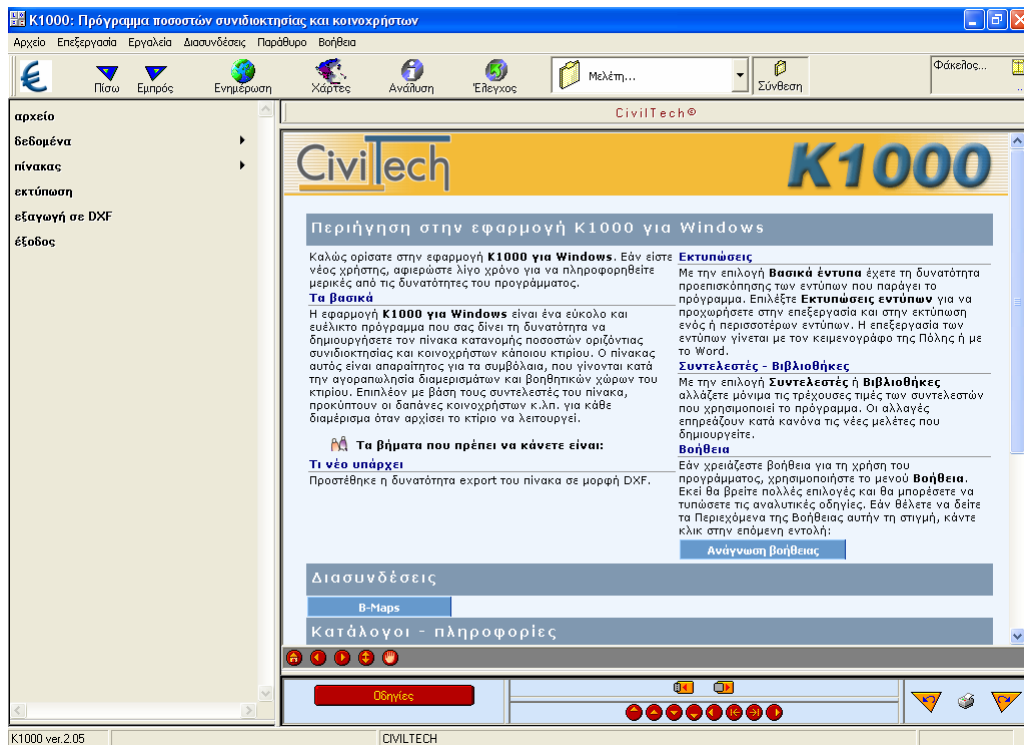 K1000: Πρόγραμμα ποσοστών συνιδιοκτησίας και κοινοχρήστων
Αρχείο Επεξεργασία Εργαλεία Διασυνδέσεις Παράθυρο Βοήθεια
Πίσω Εμπρός Ενημέρωση Χάρτες Ανάλυση Έλεγχος Μελέτη... Σύνθεση Φάκελος...
αρχείο
δεδομένα
πίνακας
εκτύπωση
εξαγωγή σε DXF
έξοδος
CivilTech©
CivilTech K1000
Περιήγηση στην εφαρμογή K1000 για Windows
Καλώς ορίσατε στην εφαρμογή K1000 για Windows. Εάν είστε
νέος χρήστης, αφιερώστε λίγο χρόνο για να πληροφορηθείτε
μερικές από τις δυνατότητες του προγράμματος.
Τα βασικά
Η εφαρμογή K1000 για Windows είναι ένα εύκολο και
ευέλικτο πρόγραμμα που σας δίνει τη δυνατότητα να
δημιουργήσετε τον πίνακα κατανομής ποσοστών οριζόντιας
συνιδιοκτησίας και κοινοχρήστων κάποιου κτιρίου. Ο πίνακας
αυτός είναι απαραίτητος για τα συμβόλαια, που γίνονται κατά
την αγοραπωλησία διαμερισμάτων και βοηθητικών χώρων του
κτιρίου. Επιπλέον με βάση τους συντελεστές του πίνακα,
προκύπτουν οι δαπάνες κοινοχρήστων κ.λπ. για κάθε
διαμέρισμα όταν αρχίσει το κτίριο να λειτουργεί.
Τα βήματα που πρέπει να κάνετε είναι:
Τι νέο υπάρχει
Προστέθηκε η δυνατότητα export του πίνακα σε μορφή DXF.
Εκτυπώσεις
Με την επιλογή Βασικά έντυπα έχετε τη δυνατότητα
προεπισκόπησης των εντύπων που παράγει το
πρόγραμμα. Επιλέξτε Εκτυπώσεις εντύπων για να
προχωρήσετε στην επεξεργασία και στην εκτύπωση
ενός ή περισσοτέρων εντύπων. Η επεξεργασία των
εντύπων γίνεται με τον κειμενογράφο της Πόλης ή με
το Word.
Συντελεστές - Βιβλιοθήκες
Με την επιλογή Συντελεστές ή Βιβλιοθήκες
αλλάζετε μόνιμα τις τρέχουσες τιμές των συντελεστών
που χρησιμοποιεί το πρόγραμμα. Οι αλλαγές
επηρεάζουν κατά κανόνα τις νέες μελέτες που
δημιουργείτε.
Βοήθεια
Εάν χρειάζεστε βοήθεια για τη χρήση του
προγράμματος, χρησιμοποιήστε το μενού Βοήθεια.
Εκεί θα βρείτε πολλές επιλογές και θα μπορέσετε να
τυπώσετε τις αναλυτικές οδηγίες. Εάν θέλετε να δείτε
τα Περιεχόμενα της Βοήθειας αυτήν τη στιγμή, κάντε
κλικ στην επόμενη εντολή:
Ανάγνωση βοήθειας
Διασυνδέσεις
B-Maps
Κατάλογοι - πληροφορίες
Οδηγίες
K1000 ver.2.05 CIVILTECH